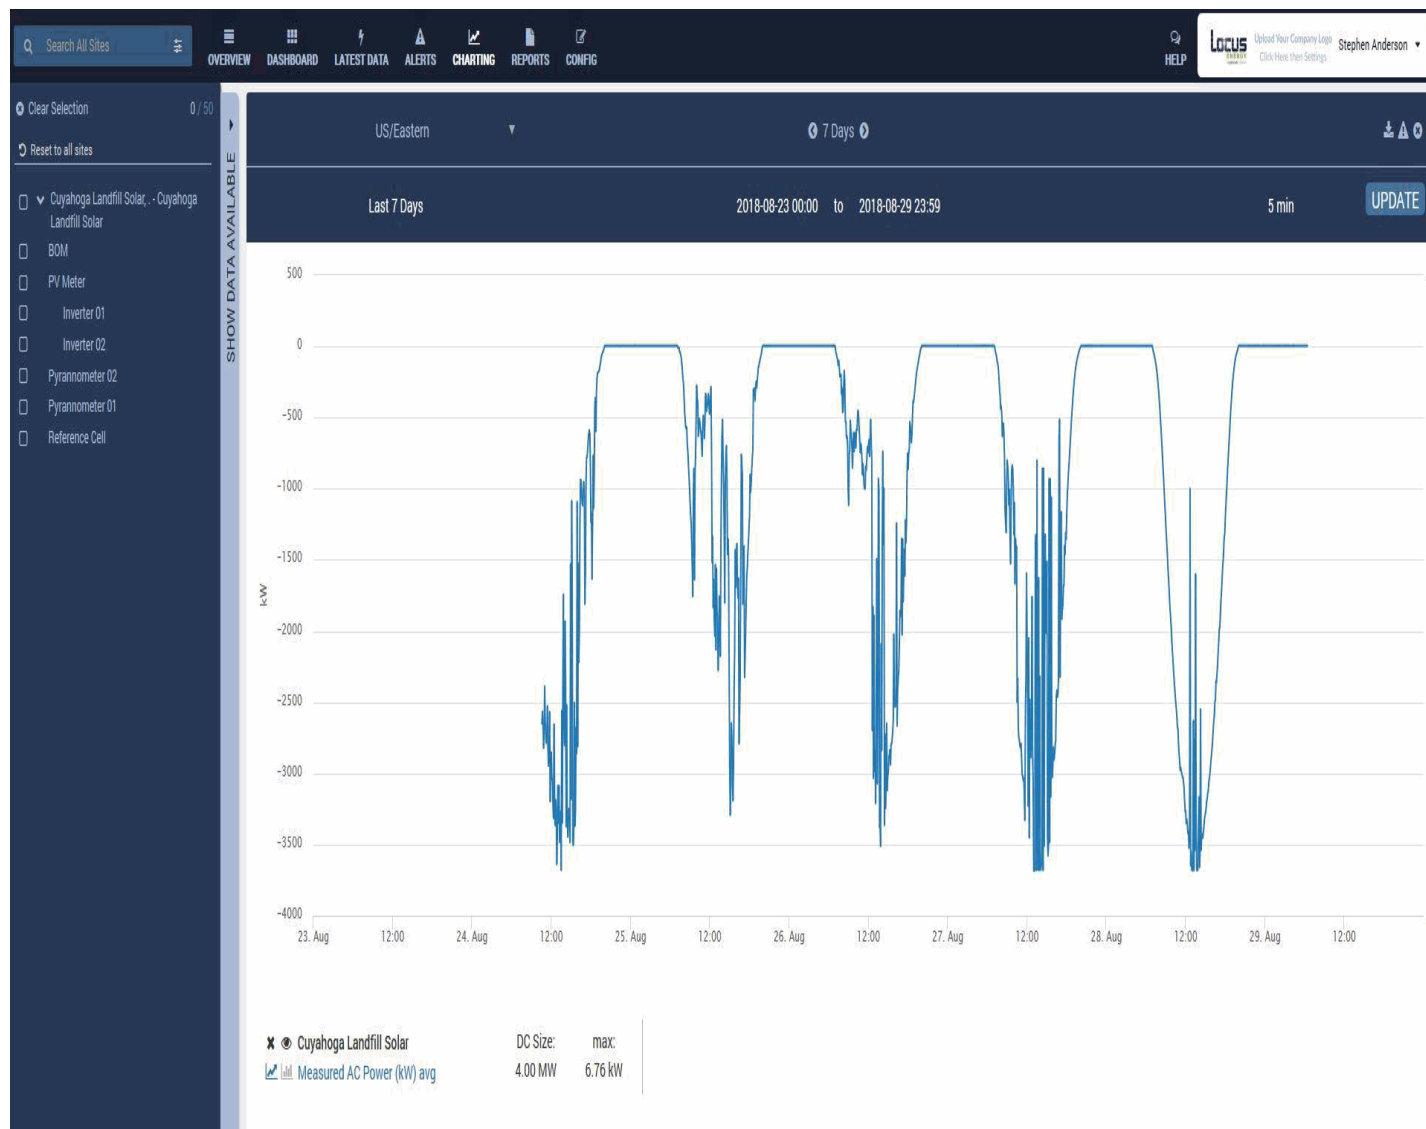 Search All Sites
OVERVIEW DASHBOARD LATEST DATA ALERTS CHARTING REPORTS CONFIG
HELP
Locus
ENERGY
Upload Your Company Logo
Click Here then Settings
Stephen Anderson
Clear Selection 0 / 50
Reset to all sites
Cuyahoga Landfill Solar, . - Cuyahoga
Landfill Solar
BOM
PV Meter
Inverter 01
Inverter 02
Pyrannometer 02
Pyrannometer 01
Reference Cell
SHOW DATA AVAILABLE
US/Eastern 7 Days
Last 7 Days 2018-08-23 00:00 to 2018-08-29 23:59 5 min UPDATE
500
0
-500
-1000
-1500
-2000
-2500
-3000
-3500
-4000
kW
23. Aug 12:00 24. Aug 12:00 25. Aug 12:00 26. Aug 12:00 27. Aug 12:00 28. Aug 12:00 29. Aug 12:00
Cuyahoga Landfill Solar DC Size: max:
Measured AC Power (kW) avg 4.00 MW 6.76 kW